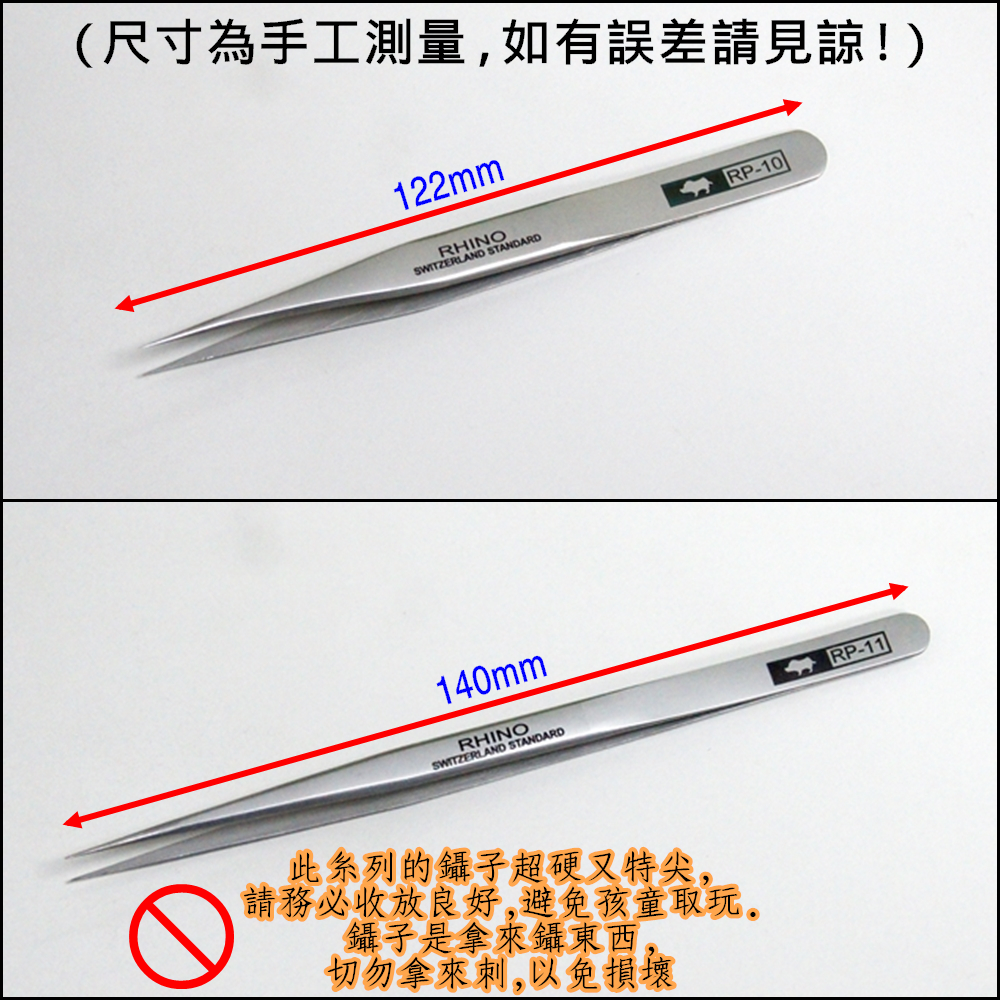 (尺寸為手工測量,如有誤差請見諒!)
122mm
RP-10
RHINO
SWITZERLAND STANDARD
140mm
RP-11
RHINO
SWITZERLAND STANDARD
此糸列的鑷子超硬又特尖,
請務必收放良好,避免孩童取玩.
鑷子是拿來鑷東西,
切勿拿來刺,以免損壞